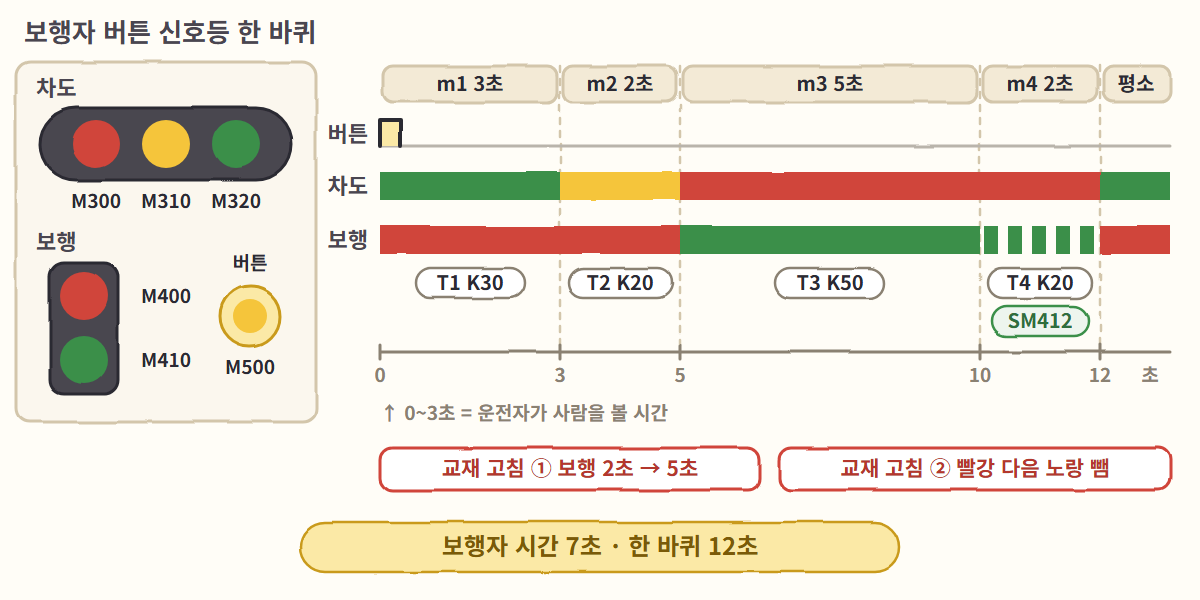 보행자 버튼 신호등 한 바퀴
차도
M300 M310 M320
보행
버튼
M400
M410
M500
m1 3초
m2 2초
m3 5초
m4 2초
평소
버튼
차도
보행
T1 K30
T2 K20
T3 K50
T4 K20
SM412
0 3 5 10 12 초
↑ 0~3초 = 운전자가 사람을 볼 시간
교재 고침 ① 보행 2초 → 5초
교재 고침 ② 빨강 다음 노랑 뺌
보행자 시간 7초 · 한 바퀴 12초